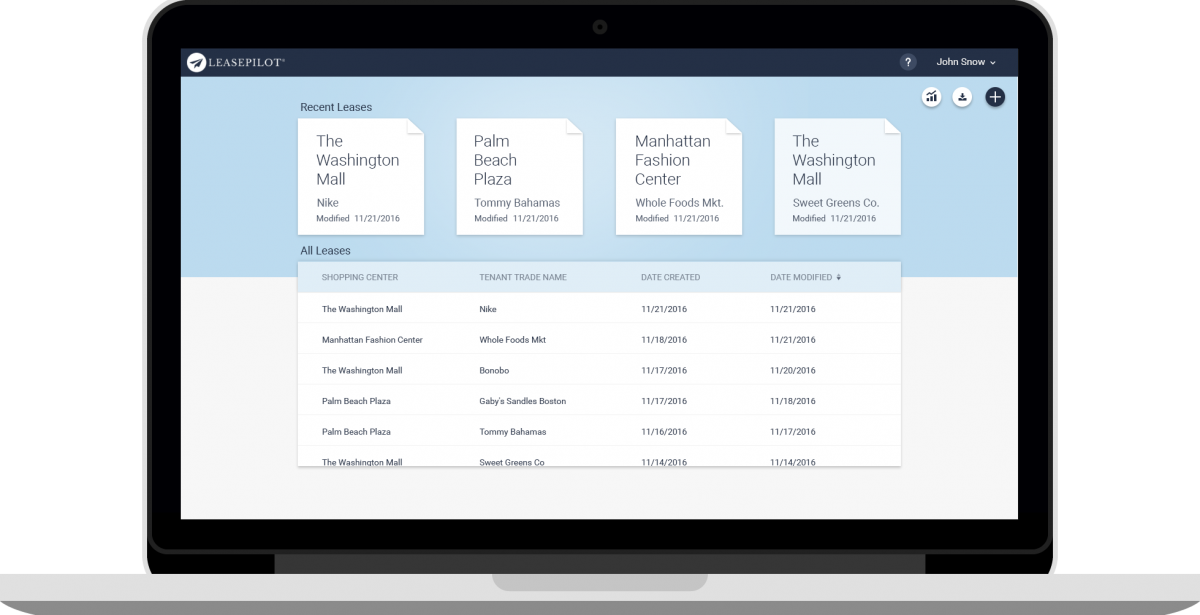 LEASEPILOT®
?
John Snow
Recent Leases
The
Washington
Mall
Nike
Modified 11/21/2016
Palm
Beach
Plaza
Tommy Bahamas
Modified 11/21/2016
Manhattan
Fashion
Center
Whole Foods Mkt.
Modified 11/21/2016
The
Washington
Mall
Sweet Greens Co.
Modified 11/21/2016
All Leases
SHOPPING CENTER TENANT TRADE NAME DATE CREATED DATE MODIFIED
The Washington Mall Nike 11/21/2016 11/21/2016
Manhattan Fashion Center Whole Foods Mkt 11/18/2016 11/21/2016
The Washington Mall Bonobo 11/17/2016 11/20/2016
Palm Beach Plaza Gaby's Sandles Boston 11/17/2016 11/18/2016
Palm Beach Plaza Tommy Bahamas 11/16/2016 11/17/2016
The Washington Mall Sweet Greens Co 11/14/2016 11/14/2016